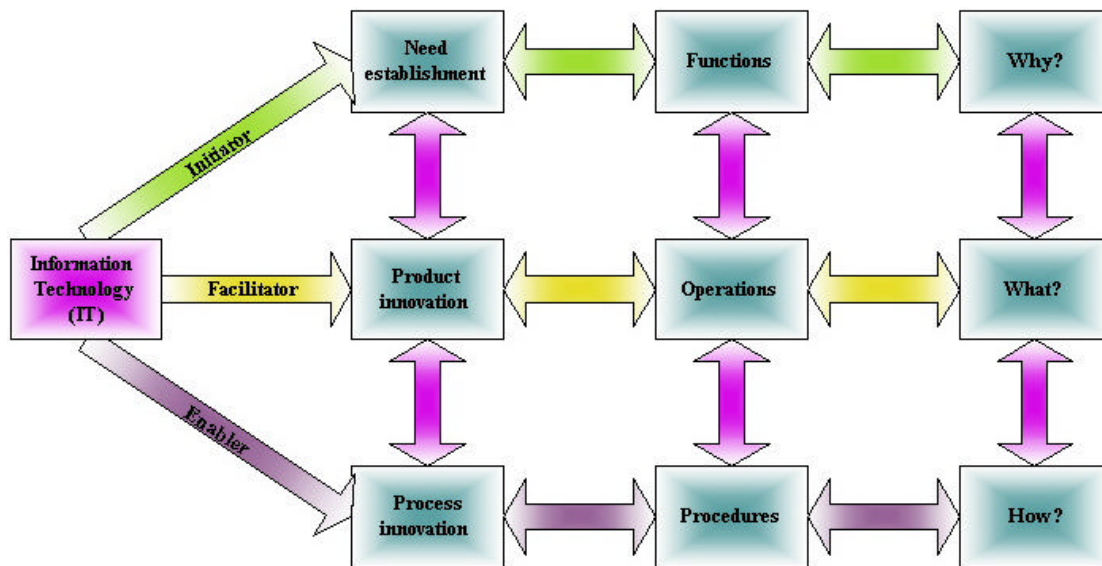 Need
establishment
Functions
Why?
Initiator
Information
Technology
(IT)
Facilitator
Product
innovation
Operations
What?
Enabler
Process
innovation
Procedures
How?